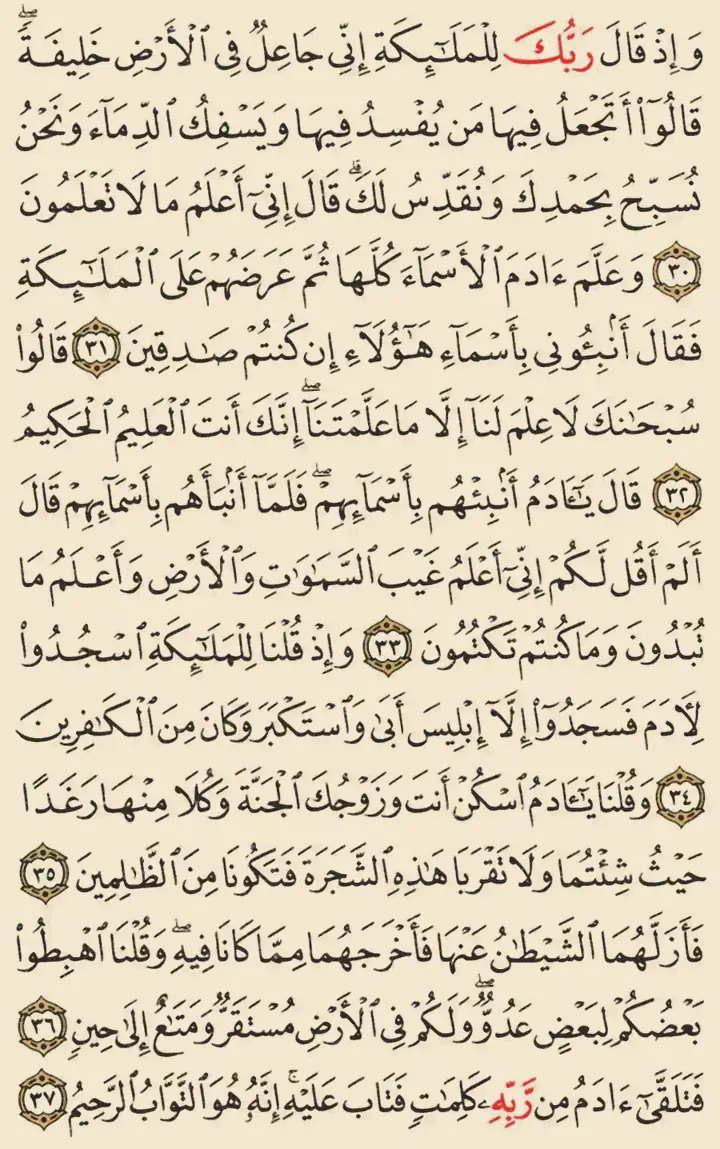 وَإِذْ قَالَ رَبُّكَ لِلْمَلَـٰٓئِكَةِ إِنِّى جَاعِلٌۭ فِى ٱلْأَرْضِ خَلِيفَةًۭ ۖ
قَالُوٓا۟ أَتَجْعَلُ فِيهَا مَن يُفْسِدُ فِيهَا وَيَسْفِكُ ٱلدِّمَآءَ وَنَحْنُ
نُسَبِّحُ بِحَمْدِكَ وَنُقَدِّسُ لَكَ ۖ قَالَ إِنِّىٓ أَعْلَمُ مَا لَا تَعْلَمُونَ
٣٠ وَعَلَّمَ ءَادَمَ ٱلْأَسْمَآءَ كُلَّهَا ثُمَّ عَرَضَهُمْ عَلَى ٱلْمَلَـٰٓئِكَةِ
فَقَالَ أَنۢبِـُٔونِى بِأَسْمَآءِ هَـٰٓؤُلَآءِ إِن كُنتُمْ صَـٰدِقِينَ ٣١ قَالُوا۟
سُبْحَـٰنَكَ لَا عِلْمَ لَنَآ إِلَّا مَا عَلَّمْتَنَآ ۖ إِنَّكَ أَنتَ ٱلْعَلِيمُ ٱلْحَكِيمُ
٣٢ قَالَ يَـٰٓـَٔادَمُ أَنۢبِئْهُم بِأَسْمَآئِهِمْ ۖ فَلَمَّآ أَنۢبَأَهُم بِأَسْمَآئِهِمْ قَالَ
أَلَمْ أَقُل لَّكُمْ إِنِّىٓ أَعْلَمُ غَيْبَ ٱلسَّمَـٰوَٰتِ وَٱلْأَرْضِ وَأَعْلَمُ مَا
تُبْدُونَ وَمَا كُنتُمْ تَكْتُمُونَ ٣٣ وَإِذْ قُلْنَا لِلْمَلَـٰٓئِكَةِ ٱسْجُدُوا۟
لِـَٔادَمَ فَسَجَدُوٓا۟ إِلَّآ إِبْلِيسَ أَبَىٰ وَٱسْتَكْبَرَ وَكَانَ مِنَ ٱلْكَـٰفِرِينَ
٣٤ وَقُلْنَا يَـٰٓـَٔادَمُ ٱسْكُنْ أَنتَ وَزَوْجُكَ ٱلْجَنَّةَ وَكُلَا مِنْهَا رَغَدًا
حَيْثُ شِئْتُمَا وَلَا تَقْرَبَا هَـٰذِهِ ٱلشَّجَرَةَ فَتَكُونَا مِنَ ٱلظَّـٰلِمِينَ ٣٥
فَأَزَلَّهُمَا ٱلشَّيْطَـٰنُ عَنْهَا فَأَخْرَجَهُمَا مِمَّا كَانَا فِيهِ ۖ وَقُلْنَا ٱهْبِطُوا۟
بَعْضُكُمْ لِبَعْضٍ عَدُوٌّۭ ۖ وَلَكُمْ فِى ٱلْأَرْضِ مُسْتَقَرٌّۭ وَمَتَـٰعٌ إِلَىٰ حِينٍۢ ٣٦
فَتَلَقَّىٰٓ ءَادَمُ مِن رَّبِّهِۦ كَلِمَـٰتٍۢ فَتَابَ عَلَيْهِ ۚ إِنَّهُۥ هُوَ ٱلتَّوَّابُ ٱلرَّحِيمُ ٣٧